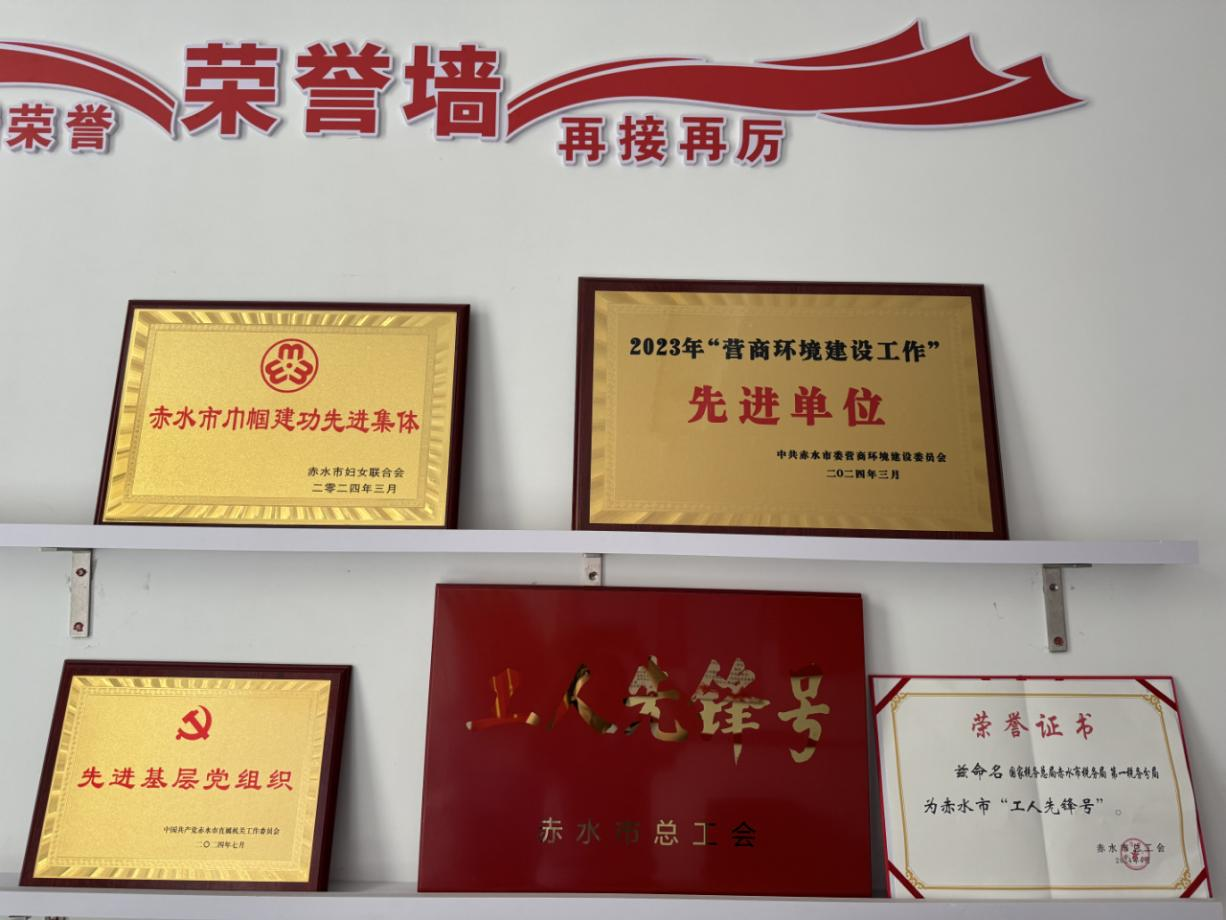 荣誉
荣誉墙
再接再厉
赤水市巾帼建功先进集体
赤水市妇女联合会
二零二四年三月
2023年“营商环境建设工作”
先进单位
中共赤水市委营商环境建设委员会
二〇二四年三月
先进基层党组织
中国共产党赤水市直属机关工作委员会
二〇二四年七月
工人先锋号
赤水市总工会
荣誉证书
兹命名 国家税务总局赤水市税务局 第一税务分局
为赤水市“工人先锋号”。
赤水市总工会